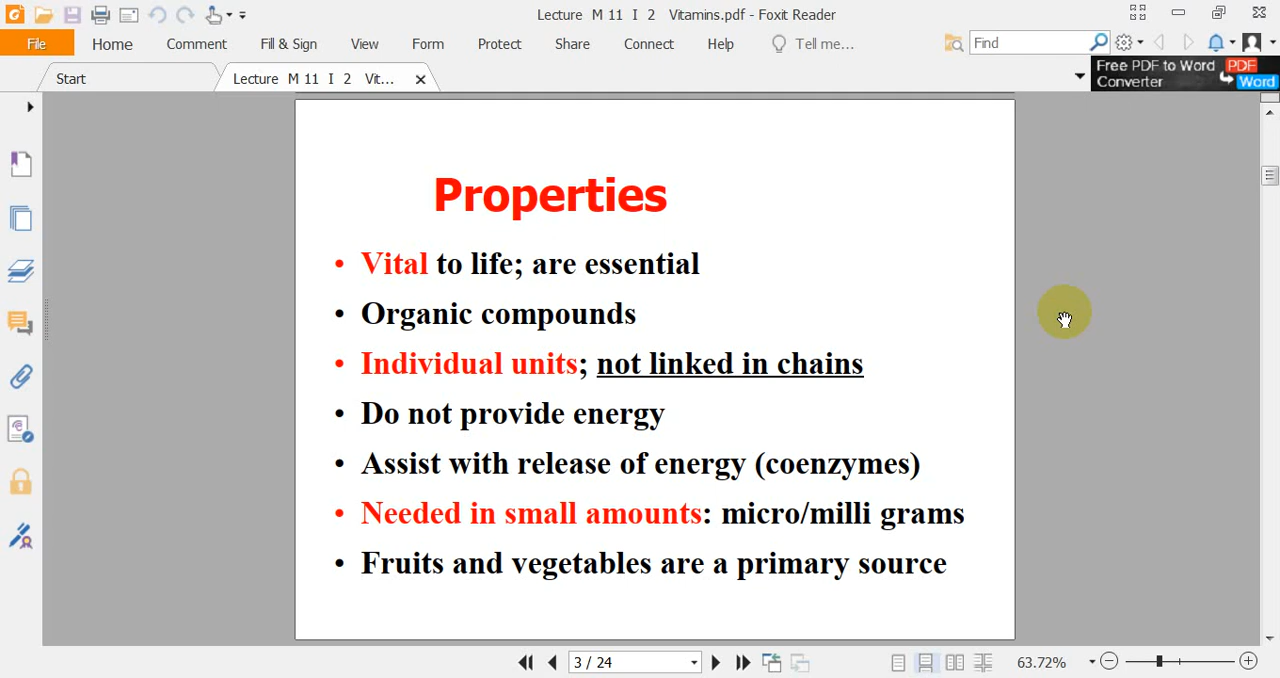 Lecture M 11 I 2 Vitamins.pdf - Foxit Reader
File Home Comment Fill & Sign View Form Protect Share Connect Help Tell me... Find
Start Lecture M 11 I 2 Vit...
Free PDF to Word PDF
Converter Word
Properties
• Vital to life; are essential
• Organic compounds
• Individual units; not linked in chains
• Do not provide energy
• Assist with release of energy (coenzymes)
• Needed in small amounts: micro/milli grams
• Fruits and vegetables are a primary source
3 / 24 63.72%